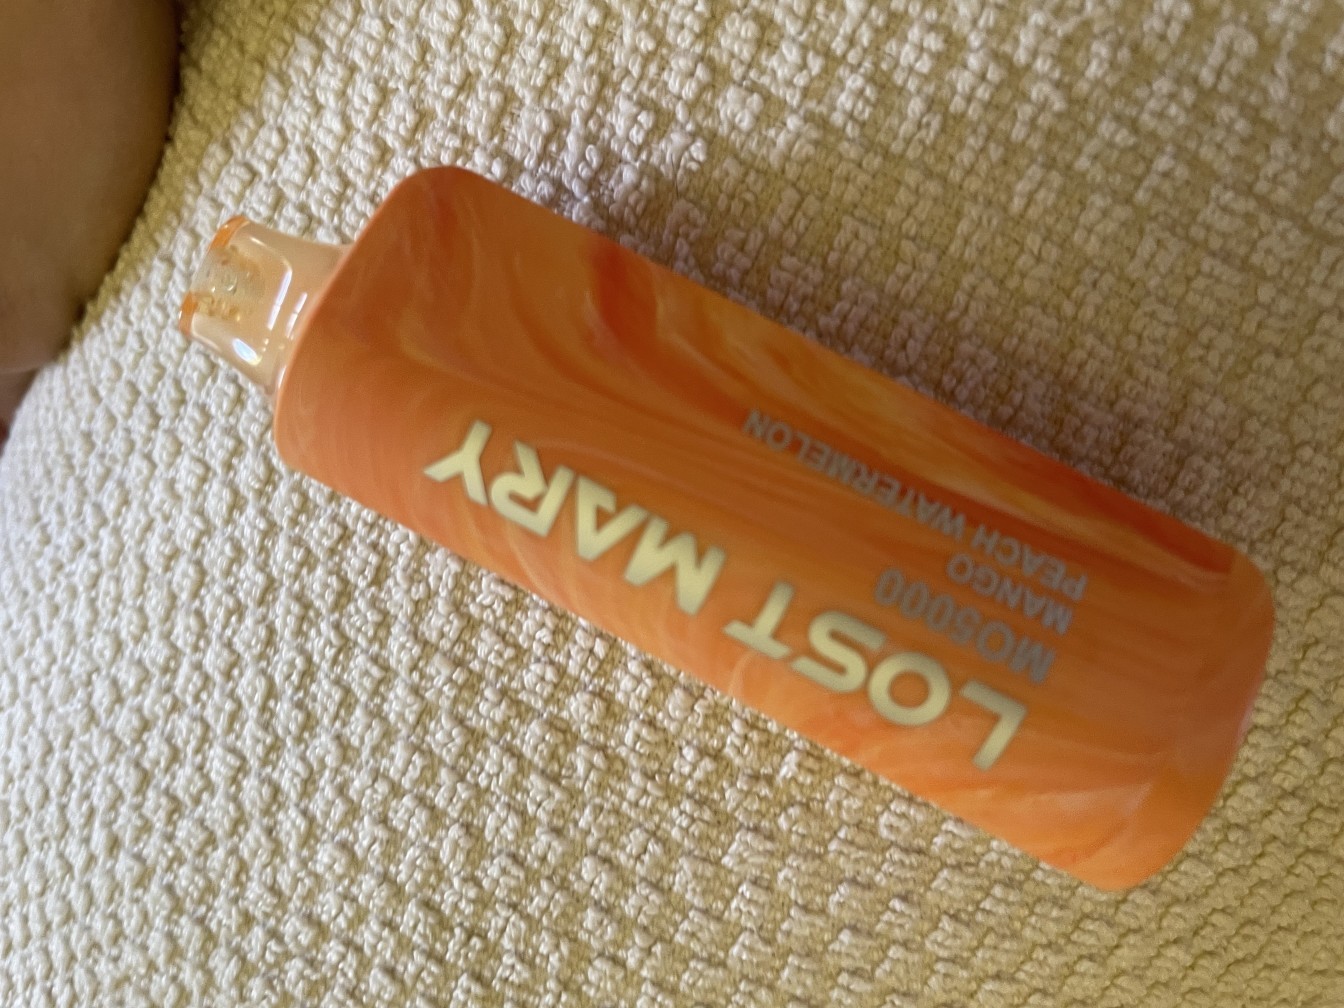 LOST MARY
MO5000
MANGO
PEACH WATERMELON